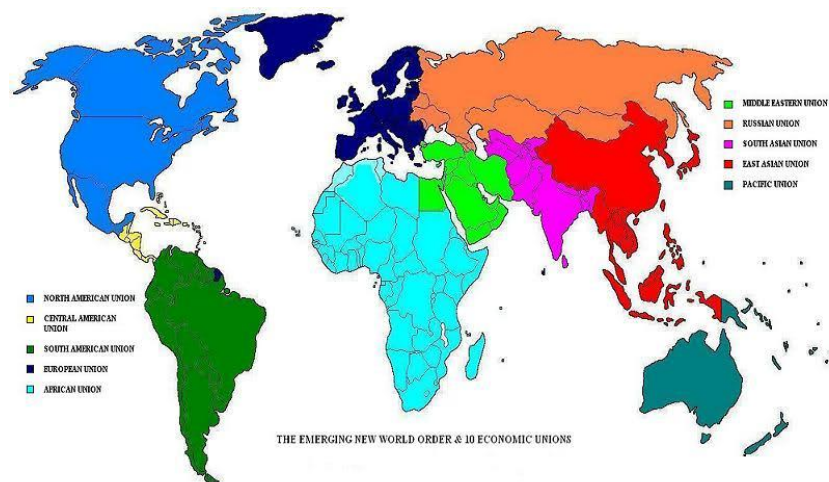 MIDDLE EASTERN UNION
RUSSIAN UNION
SOUTH ASIAN UNION
EAST ASIAN UNION
PACIFIC UNION
NORTH AMERICAN UNION
CENTRAL AMERICAN
UNION
SOUTH AMERICAN UNION
EUROPEAN UNION
AFRICAN UNION
THE EMERGING NEW WORLD ORDER & 10 ECONOMIC UNIONS